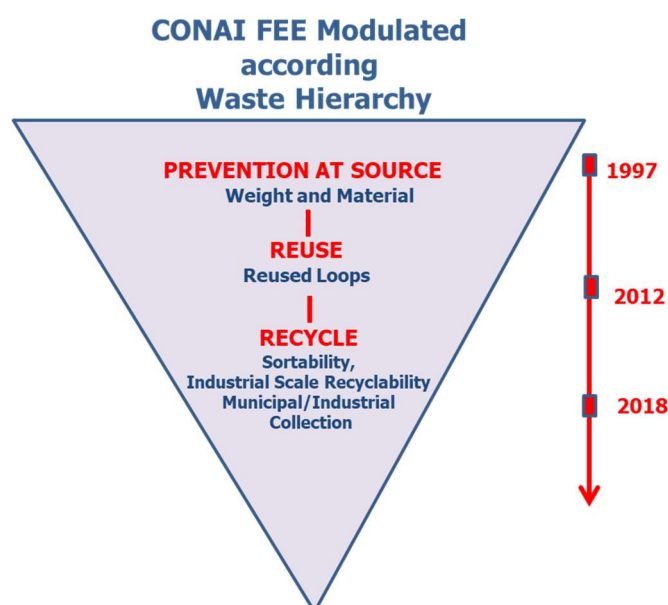 CONAI FEE Modulated
according
Waste Hierarchy
PREVENTION AT SOURCE
Weight and Material
REUSE
Reused Loops
RECYCLE
Sortability,
Industrial Scale Recyclability
Municipal/Industrial
Collection
1997
2012
2018